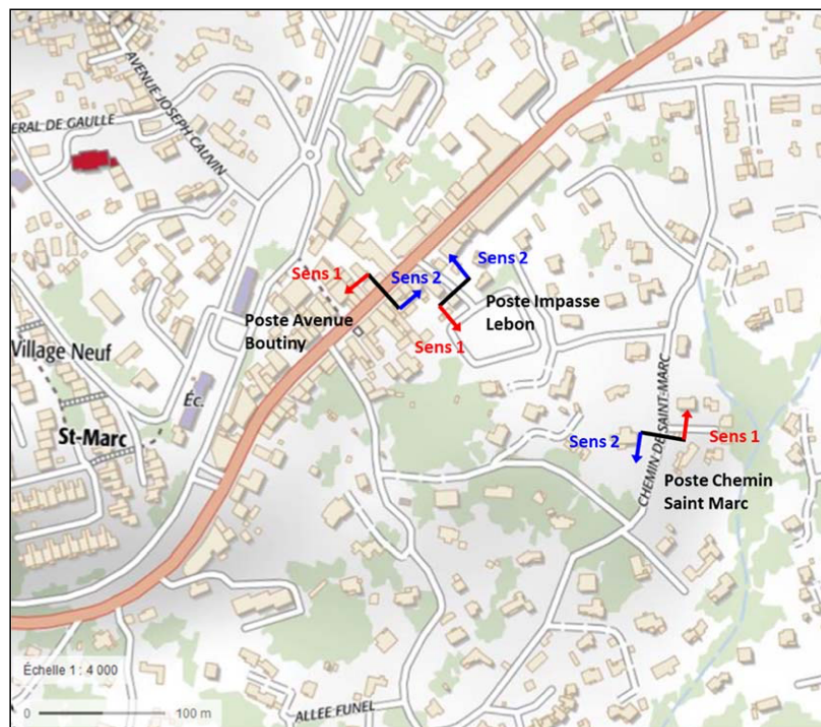 AVENUE JOSEPH CAUVIN
ERAL DE GAULLE
Sens 1
Sens 2
Sens 2
Poste Avenue
Boutiny
Poste Impasse
Lebon
Sens 1
Village Neuf
Éc.
St-Marc
CHEMIN DE SAINT-MARC
Sens 2
Sens 1
Poste Chemin
Saint Marc
Échelle 1 : 4 000
0 100 m
ALLEE FUNEL